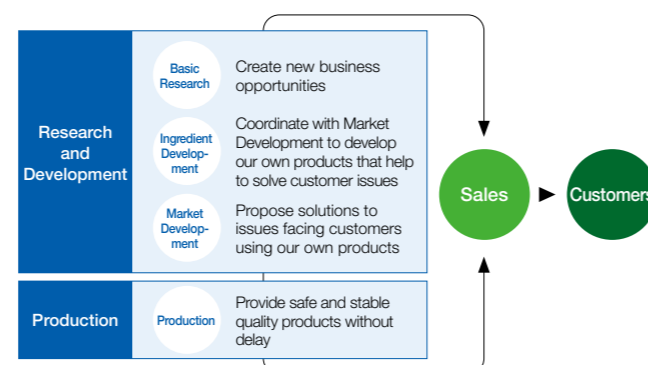 Research
and
Development
Basic
Research
Create new business
opportunities
Ingredient
Develop-
ment
Coordinate with Market
Development to develop
our own products that help
to solve customer issues
Market
Develop-
ment
Propose solutions to
issues facing customers
using our own products
Production
Production
Provide safe and stable
quality products without
delay
Sales
Customers